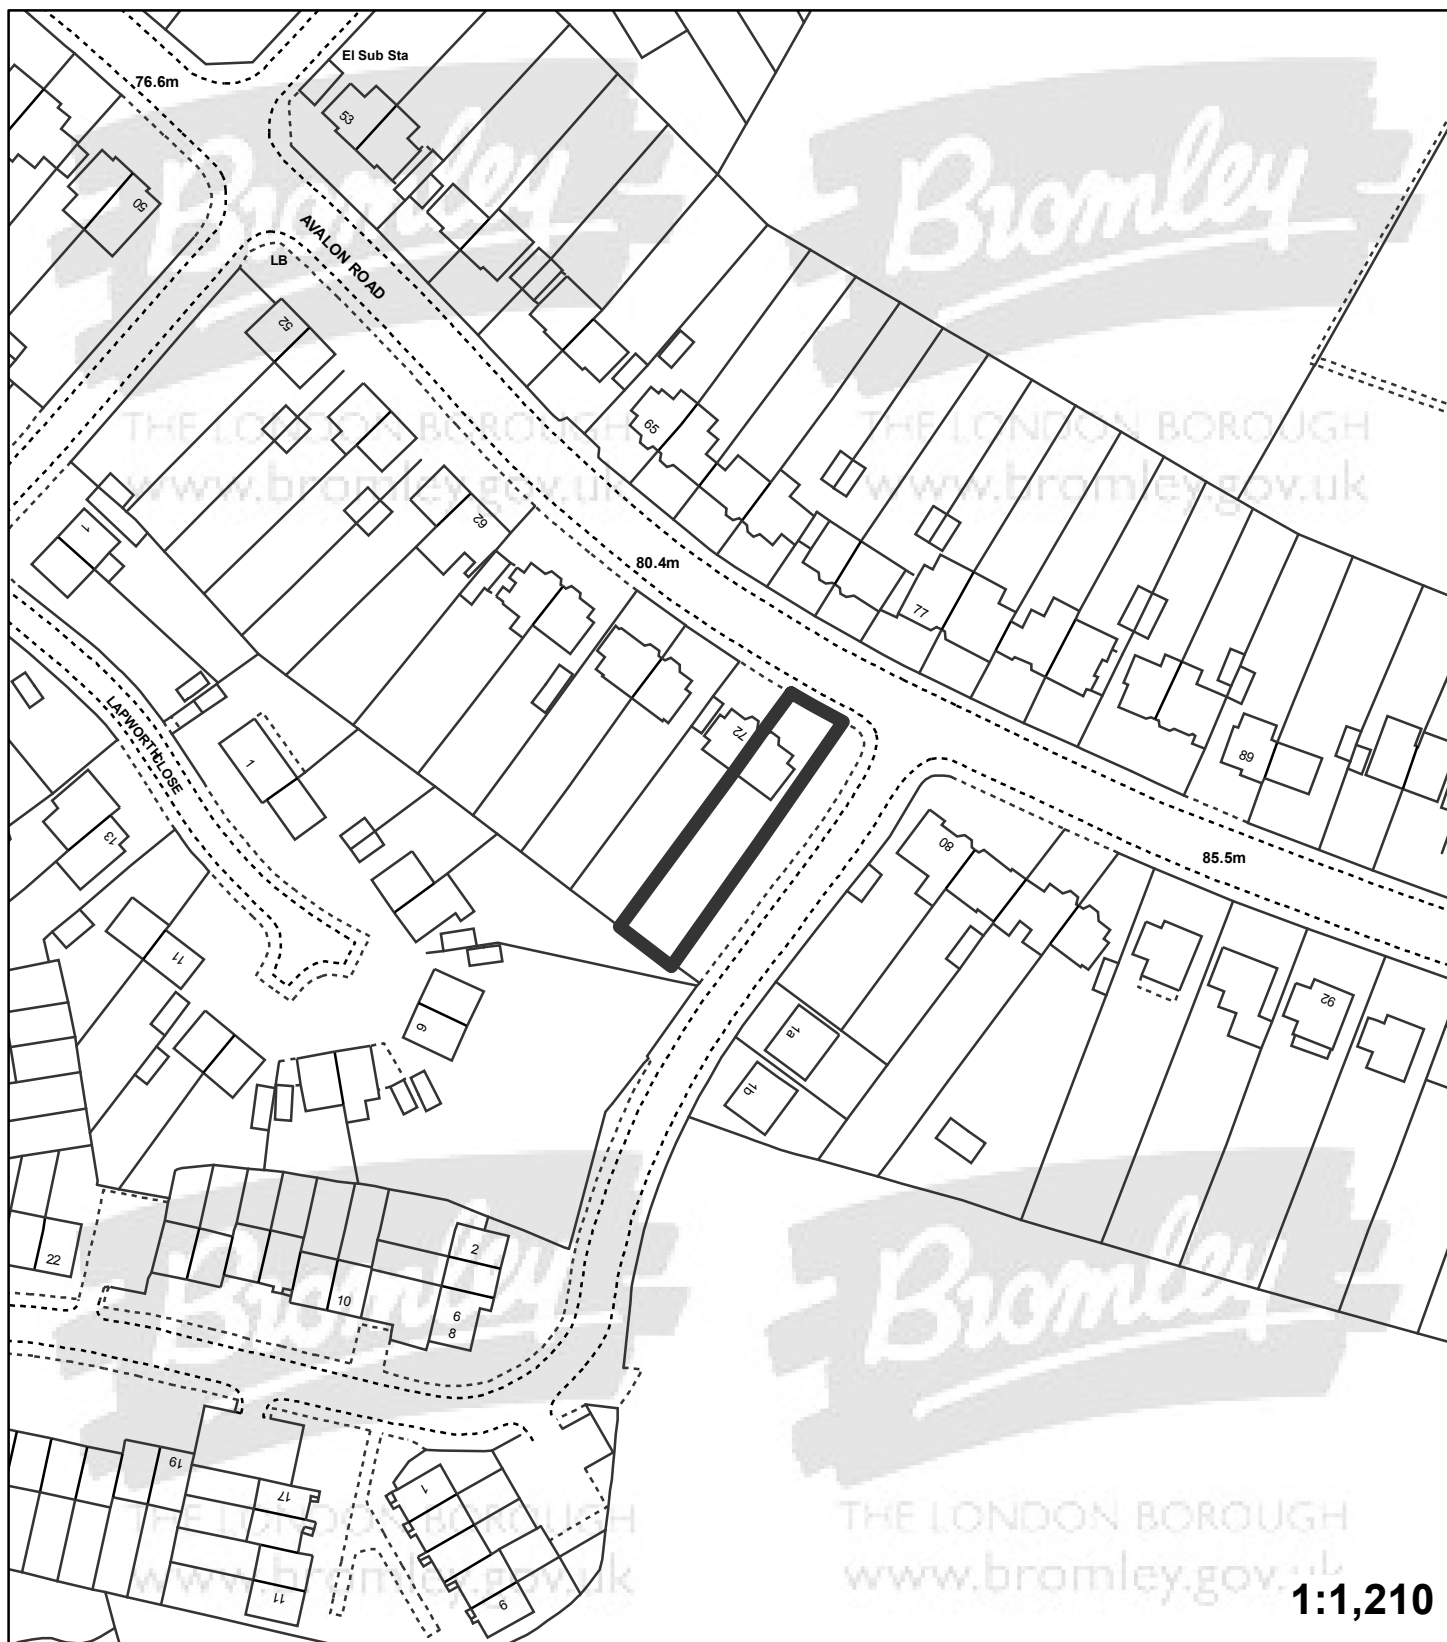 El Sub Sta
76.6m
53
50
AVALON ROAD
LB
52
65
62
1
80.4m
77
72
89
LAPWORTH CLOSE
1
13
80
85.5m
11
92
1a
9
1b
22
2
10
6
8
19
17
1
11
9
Bromley
THE LONDON BOROUGH
www.bromley.gov.uk
Bromley
THE LONDON BOROUGH
www.bromley.gov.uk
Bromley
THE LONDON BOROUGH
www.bromley.gov.uk
Bromley
THE LONDON BOROUGH
www.bromley.gov.uk
1:1,210